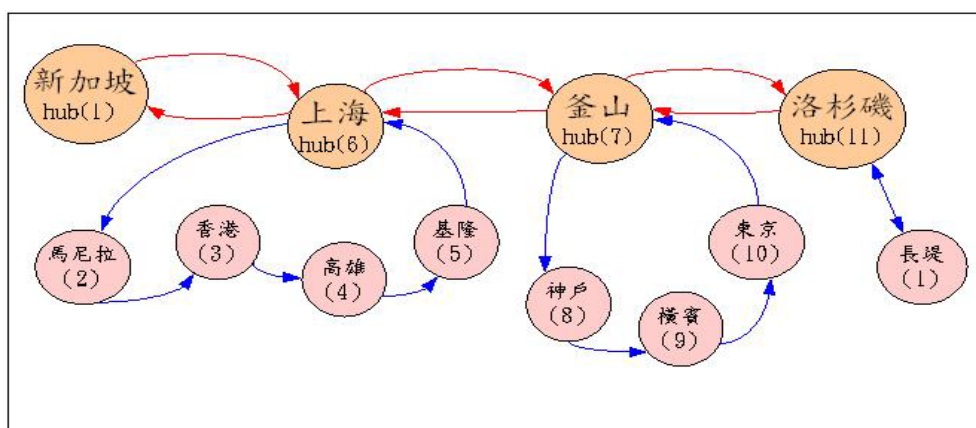 新加坡
hub(1)
上海
hub(6)
釜山
hub(7)
洛杉磯
hub(11)
馬尼拉
(2)
香港
(3)
高雄
(4)
基隆
(5)
神戶
(8)
橫賓
(9)
東京
(10)
長堤
(1)